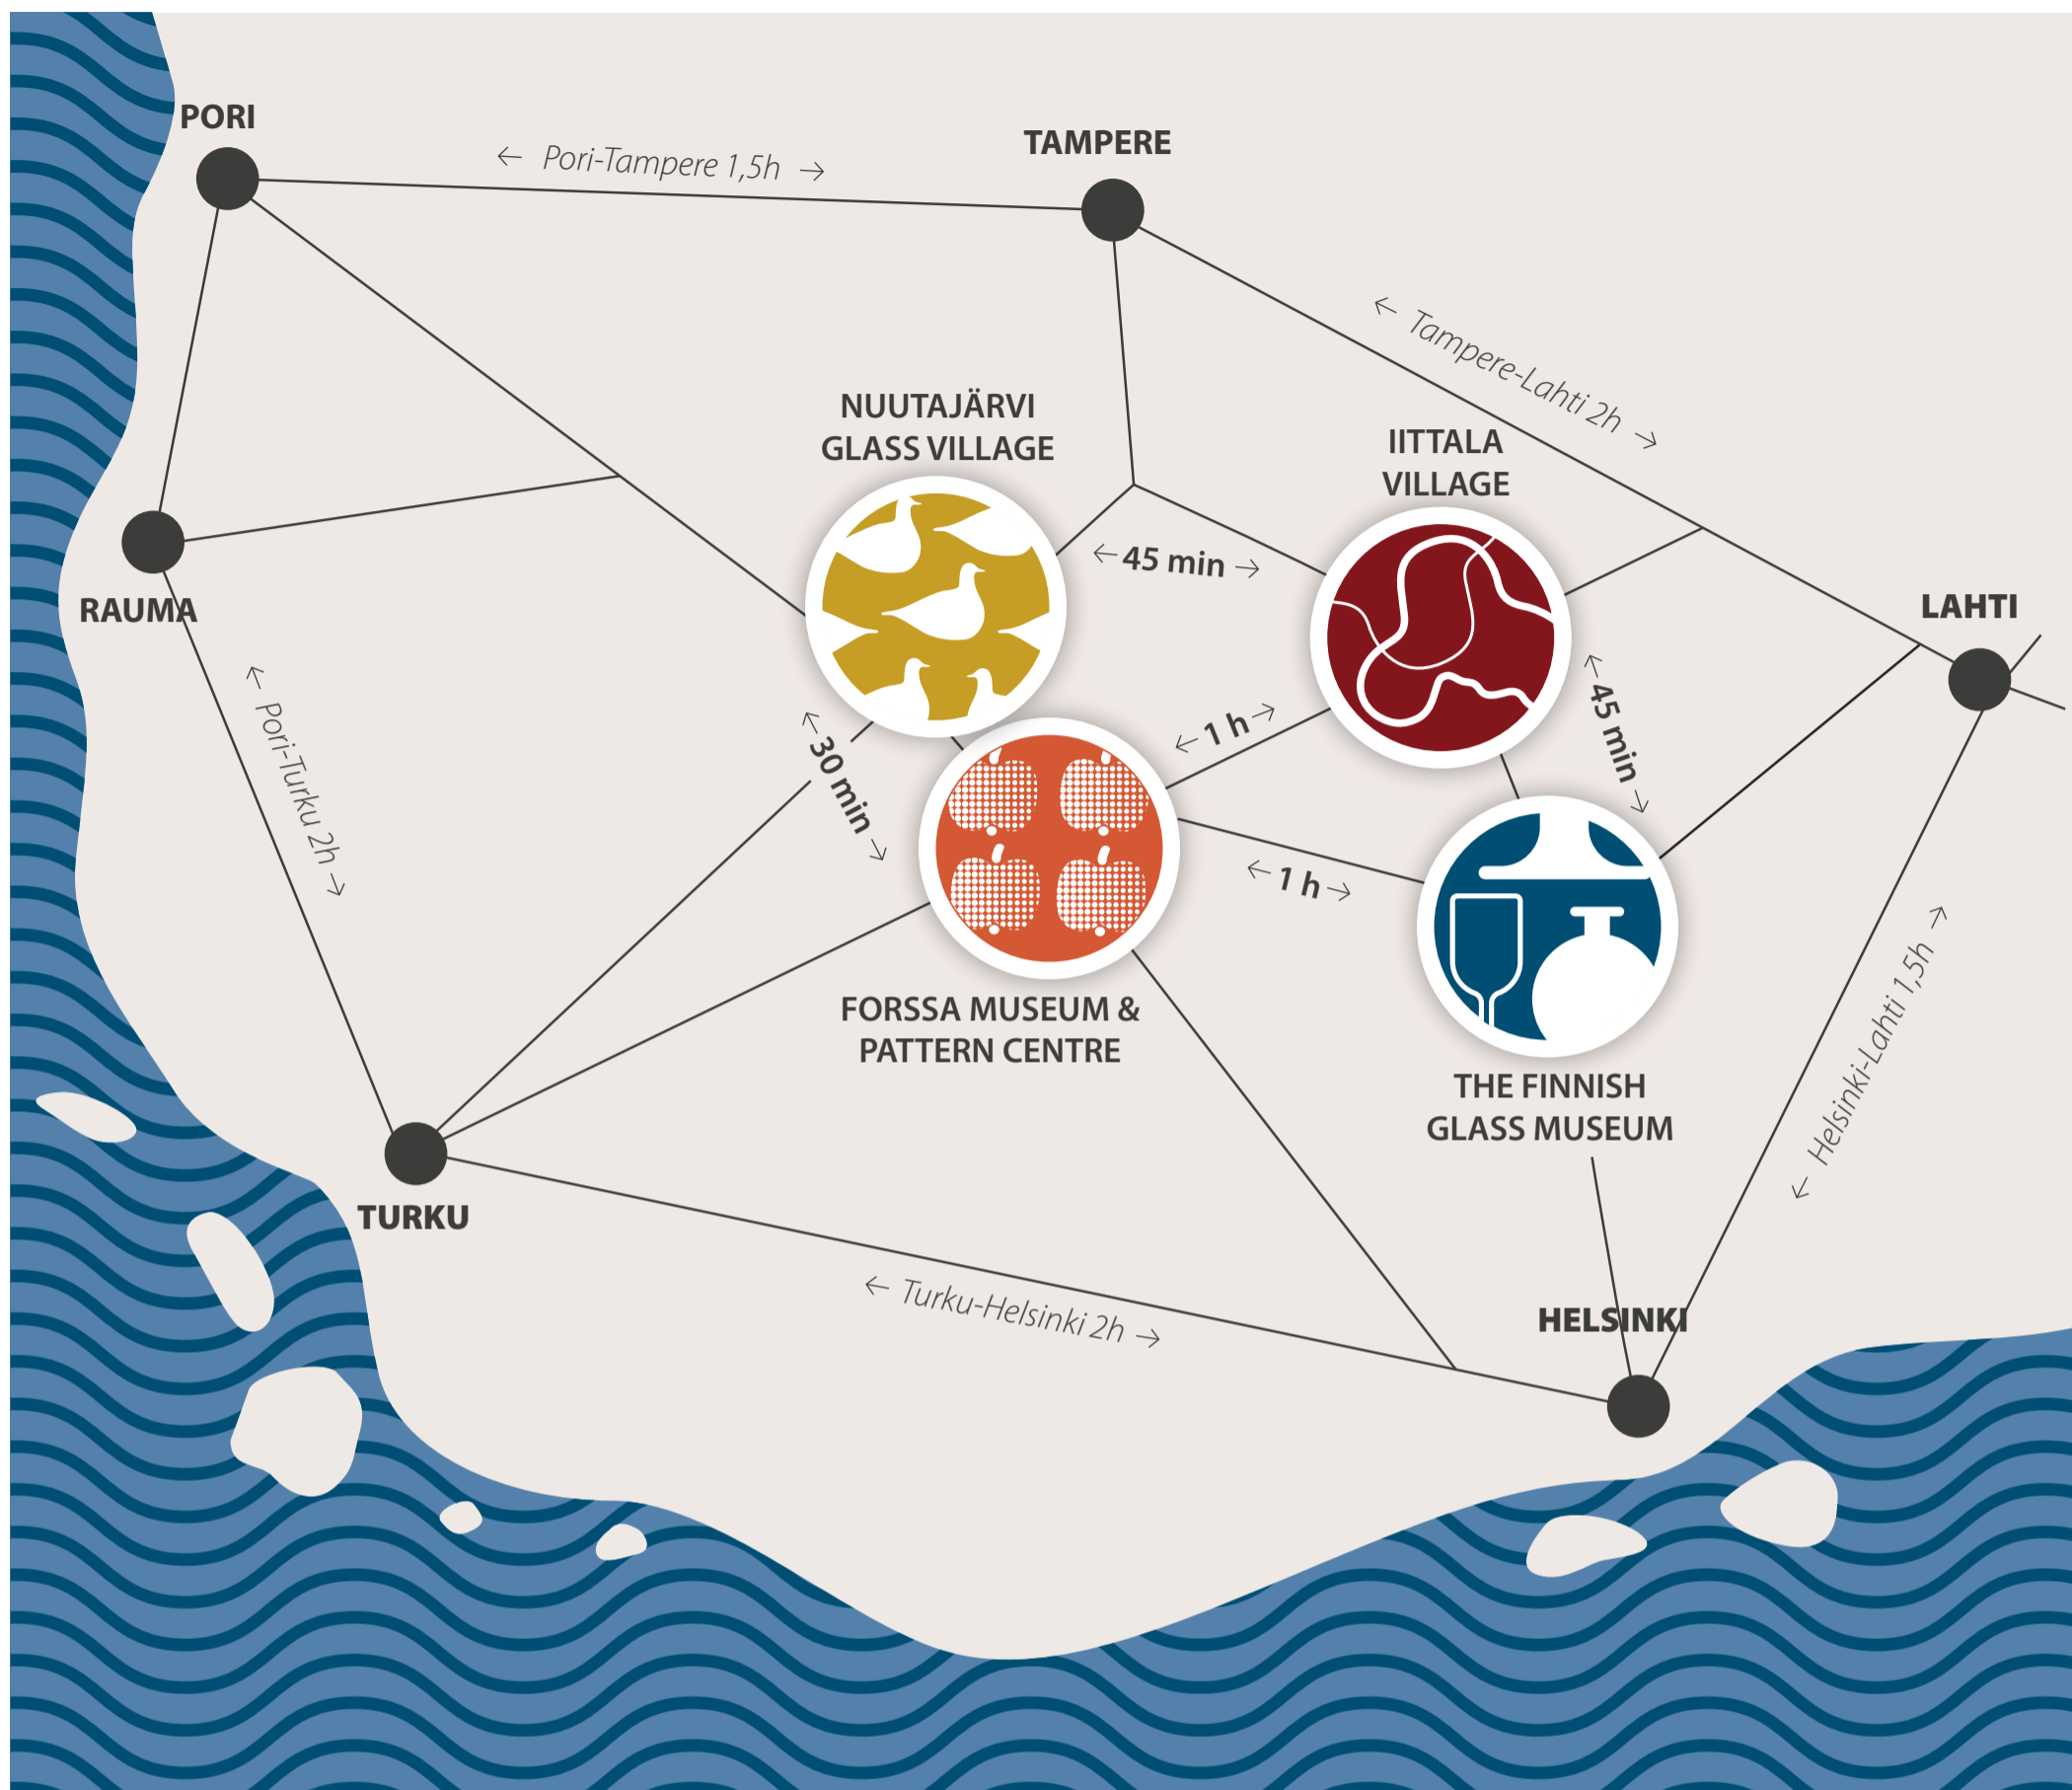 PORI
← Pori-Tampere 1,5h →
TAMPERE
← Tampere-Lahti 2h →
NUUTAJÄRVI
GLASS VILLAGE
IITTALA
VILLAGE
← 45 min →
LAHTI
RAUMA
← Pori-Turku 2h →
← 30 min →
← 1 h →
← 45 min →
← 1 h →
FORSSA MUSEUM &
PATTERN CENTRE
THE FINNISH
GLASS MUSEUM
← Helsinki-Lahti 1,5h →
TURKU
← Turku-Helsinki 2h →
HELSINKI